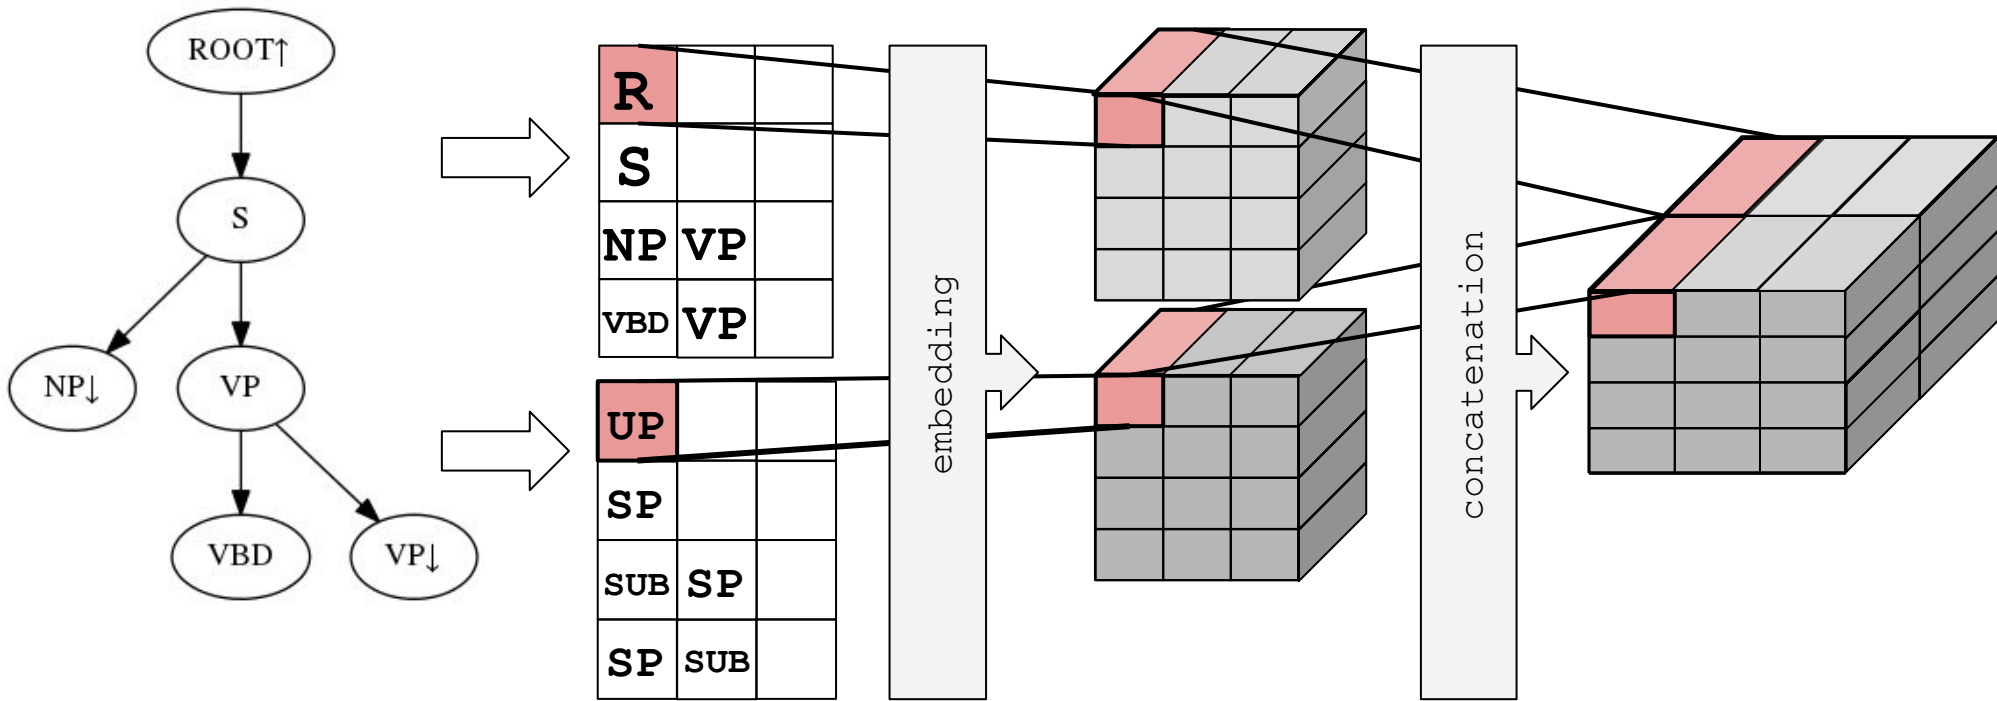 ROOT↑
S
NP↓ VP
VBD VP↓
R
S
NP VP
VBD VP
UP
SP
SUB SP
SP SUB
embedding
concatenation